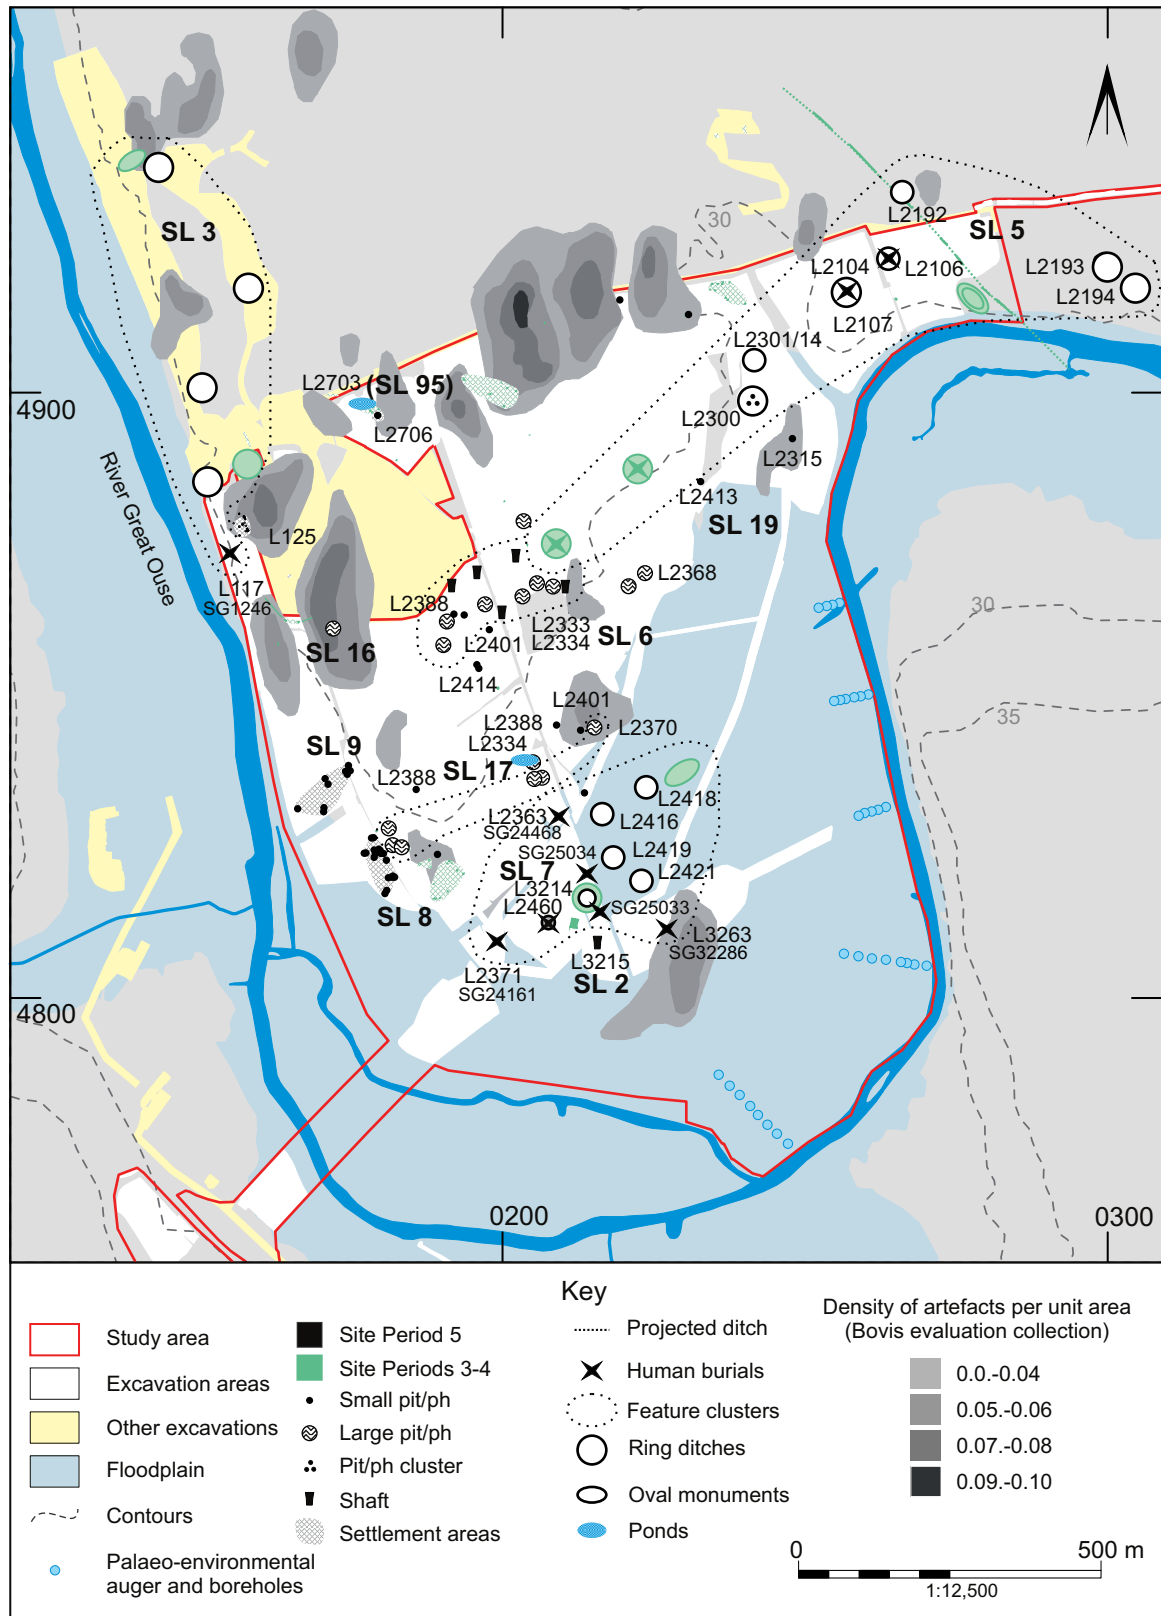 30
L2192
SL 5
SL 3
L2104
L2106
L2193
L2194
L2107
L2301/14
L2703
(SL 95)
4900
L2706
L2300
L2315
River Great Ouse
L2413
SL 19
L125
L117
SG1246
L2388
L2368
L2333
L2334
30
SL 16
L2401
SL 6
L2414
35
L2401
L2388
L2370
L2334
SL 9
SL 17
L2388
L2418
L2363
SG24468
L2416
SG25034
L2419
SL 7
L2421
L3214
L2460
SG25033
SL 8
L3263
SG32286
L3215
L2371
SG24161
SL 2
4800
0200
0300
Key
Study area
Excavation areas
Other excavations
Floodplain
Contours
Palaeo-environmental
auger and boreholes
Site Period 5
Site Periods 3-4
Small pit/ph
Large pit/ph
Pit/ph cluster
Shaft
Settlement areas
Projected ditch
Human burials
Feature clusters
Ring ditches
Oval monuments
Ponds
Density of artefacts per unit area
(Bovis evaluation collection)
0.0.-0.04
0.05.-0.06
0.07.-0.08
0.09.-0.10
0
500 m
1:12,500